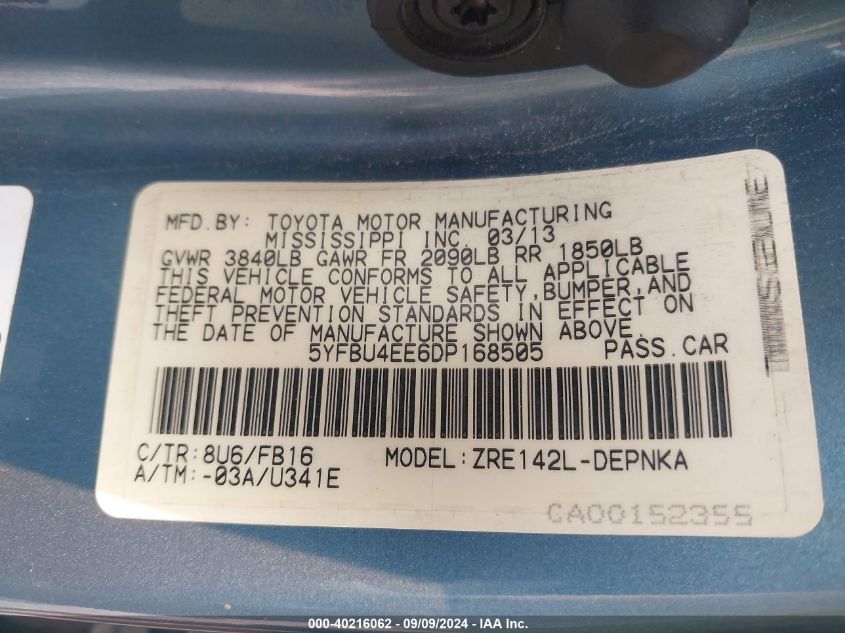 MFD.BY: TOYOTA MOTOR MANUFACTURING
MISSISSIPPI INC. 03/13
GVWR 3840LB GAWR FR 2090LB RR 1850LB
THIS VEHICLE CONFORMS TO ALL APPLICABLE
FEDERAL MOTOR VEHICLE SAFETY,BUMPER,AND
THEFT PREVENTION STANDARDS IN EFFECT ON
THE DATE OF MANUFACTURE SHOWN ABOVE.
5YFBU4EE6DP168505 PASS.CAR
C/TR:8U6/FB16 MODEL:ZRE142L-DEPNKA
A/TM:-03A/U341E
CA00152355
000-40216062 - 09/09/2024 - IAA Inc.